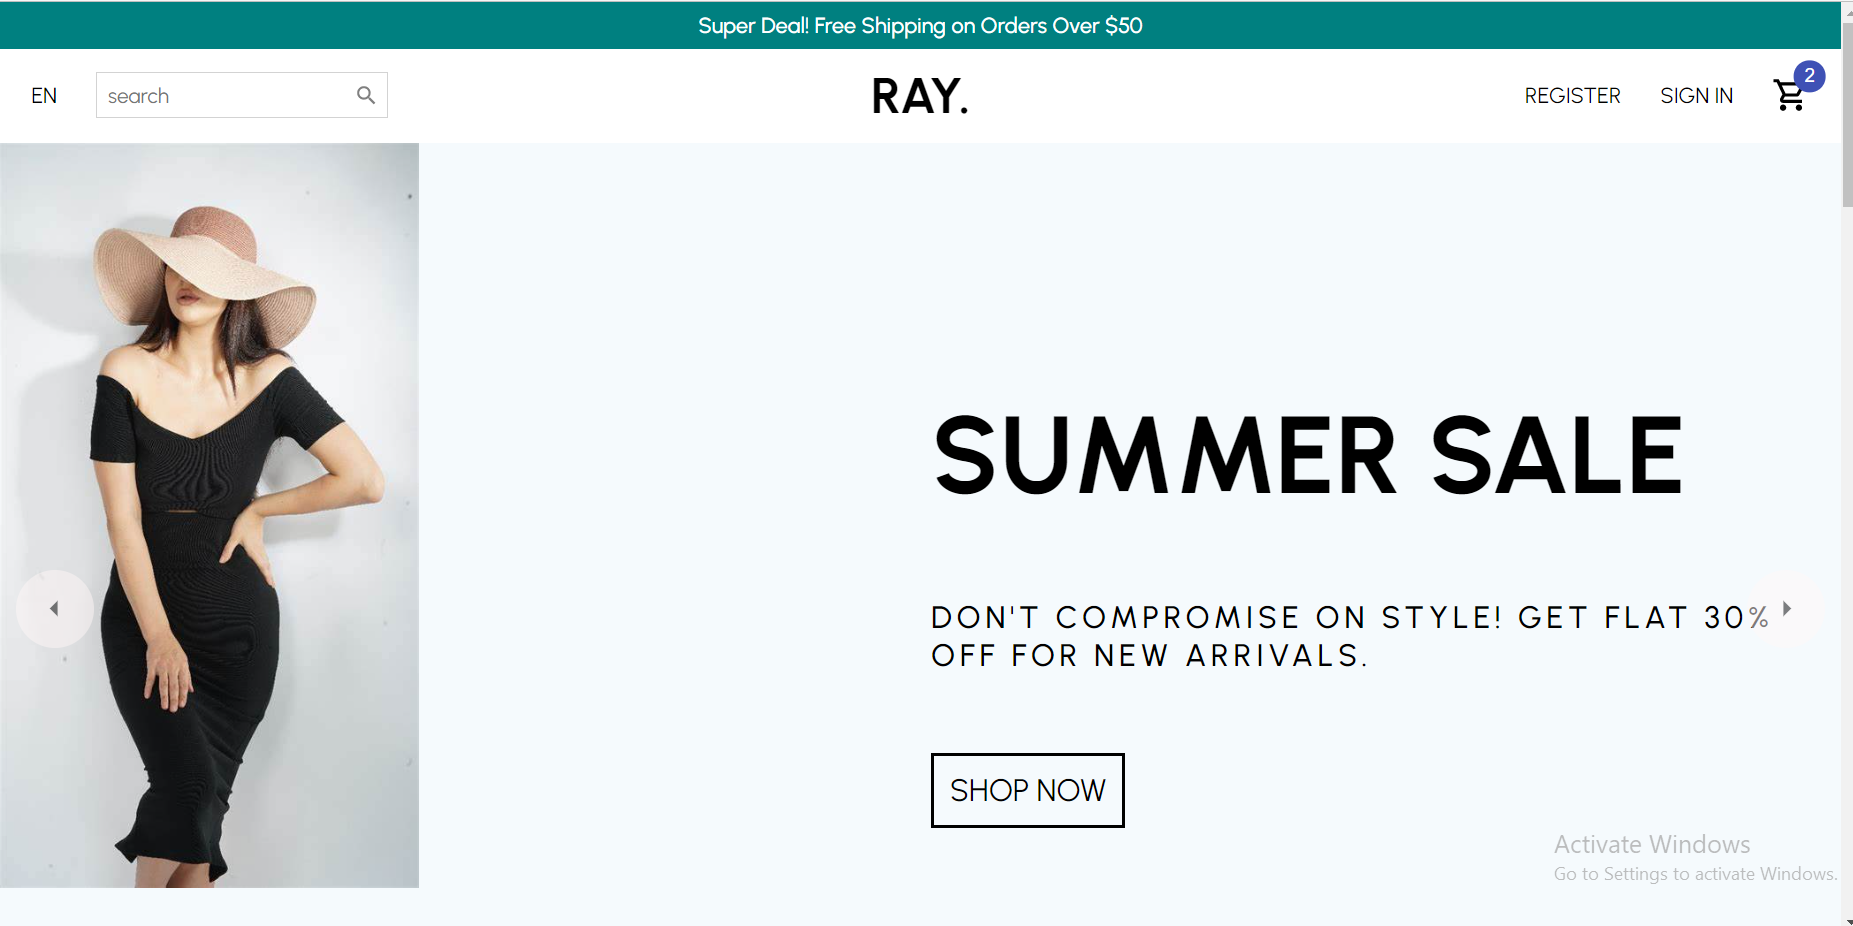 Super Deal! Free Shipping on Orders Over $50
EN
search
RAY.
REGISTER
SIGN IN
2
SUMMER SALE
DON'T COMPROMISE ON STYLE! GET FLAT 30%
OFF FOR NEW ARRIVALS.
SHOP NOW
Activate Windows
Go to Settings to activate Windows.